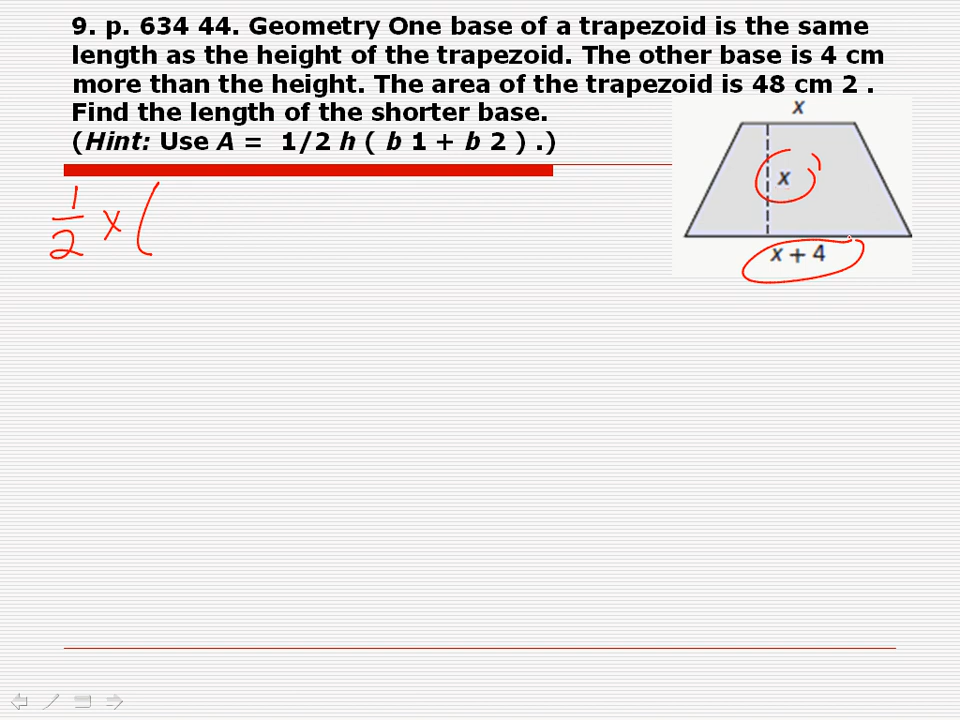 9. p. 634 44. Geometry One base of a trapezoid is the same
length as the height of the trapezoid. The other base is 4 cm
more than the height. The area of the trapezoid is 48 cm 2 .
Find the length of the shorter base.
(Hint: Use A = 1/2 h ( b 1 + b 2 ) .)
x
x
x + 4
1/2 x (